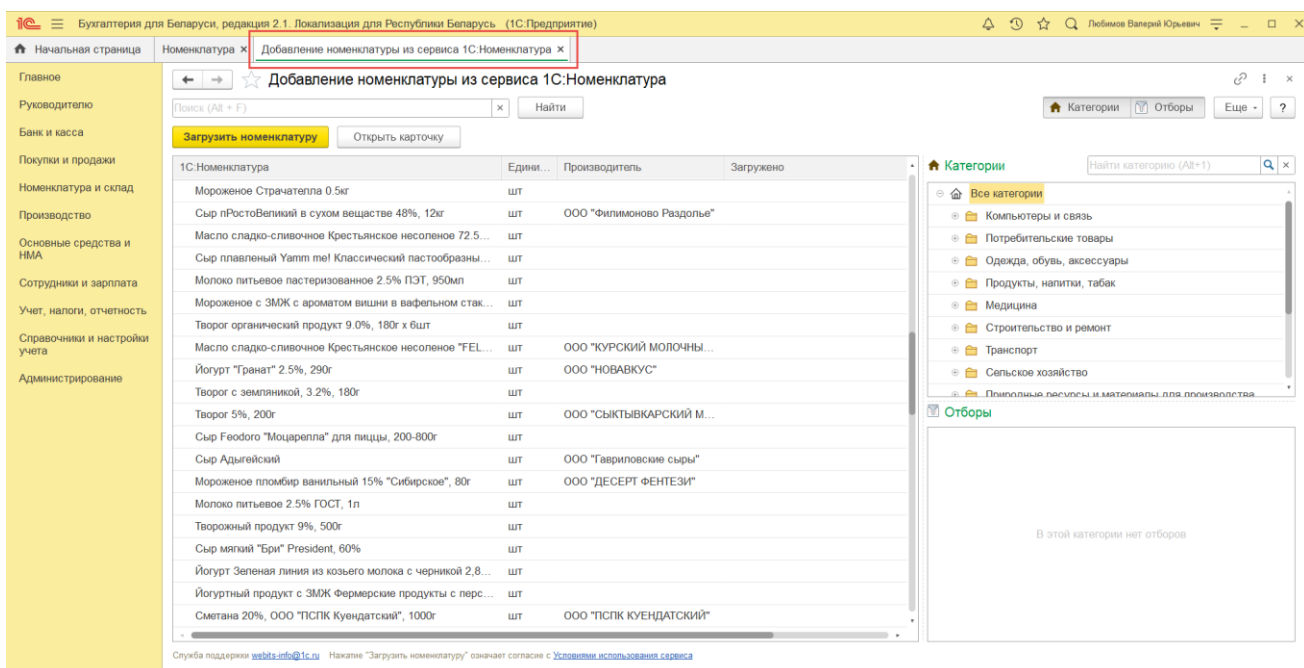 1С Бухгалтерия для Беларуси, редакция 2.1. Локализация для Республики Беларусь (1С:Предприятие) Любимов Валерий Юрьевич
Начальная страница Номенклатура × Добавление номенклатуры из сервиса 1С:Номенклатура ×
Главное
Руководителю
Банк и касса
Покупки и продажи
Номенклатура и склад
Производство
Основные средства и
НМА
Сотрудники и зарплата
Учет, налоги, отчетность
Справочники и настройки
учета
Администрирование
Добавление номенклатуры из сервиса 1С:Номенклатура
Поиск (Alt + F) × Найти Категории Отборы Еще ?
Загрузить номенклатуру Открыть карточку
1С:Номенклатура Едини... Производитель Загружено
Мороженое Страчателла 0.5кг шт
Сыр пРостоВеликий в сухом веществе 48%, 12кг шт ООО "Филимоново Раздолье"
Масло сладко-сливочное Крестьянское несоленое 72.5... шт
Сыр плавленый Yamm me! Классический пастообразны... шт
Молоко питьевое пастеризованное 2.5% ПЭТ, 950мл шт
Мороженое с ЗМЖ с ароматом вишни в вафельном стак... шт
Творог органический продукт 9.0%, 180г х 6шт шт
Масло сладко-сливочное Крестьянское несоленое "FEL... шт ООО "КУРСКИЙ МОЛОЧНЫ...
Йогурт "Гранат" 2.5%, 290г шт ООО "НОВАВКУС"
Творог с земляникой, 3.2%, 180г шт
Творог 5%, 200г шт ООО "СЫКТЫВКАРСКИЙ М...
Сыр Feodoro "Моцарелла" для пиццы, 200-800г шт
Сыр Адыгейский шт ООО "Гавриловские сыры"
Мороженое пломбир ванильный 15% "Сибирское", 80г шт ООО "ДЕСЕРТ ФЕНТЕЗИ"
Молоко питьевое 2.5% ГОСТ, 1л шт
Творожный продукт 9%, 500г шт
Сыр мягкий "Бри" President, 60% шт
Йогурт Зеленая линия из козьего молока с черникой 2,8... шт
Йогуртный продукт с ЗМЖ Фермерские продукты с перс... шт
Сметана 20%, ООО "ПСПК Куендатский", 1000г шт ООО "ПСПК КУЕНДАТСКИЙ"
Категории Найти категорию (Alt+1) ×
Все категории
Компьютеры и связь
Потребительские товары
Одежда, обувь, аксессуары
Продукты, напитки, табак
Медицина
Строительство и ремонт
Транспорт
Сельское хозяйство
Природные ресурсы и материалы для производства
Отборы
В этой категории нет отборов
Служба поддержки webits-info@1c.ru Нажатие "Загрузить номенклатуру" означает согласие с Условиями использования сервиса